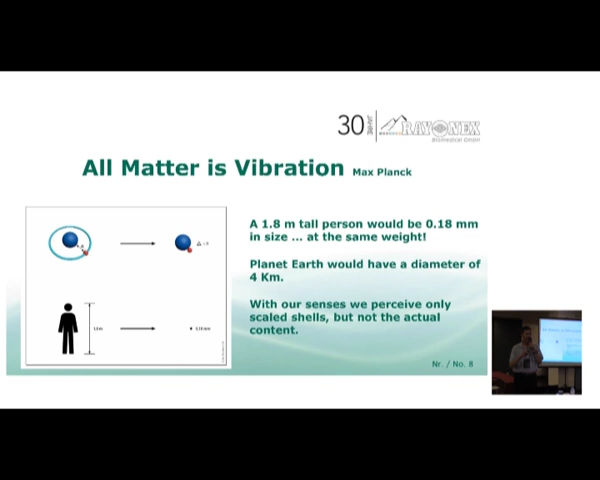 30
RAYONEX
Biomedical GmbH
All Matter is Vibration Max Planck
A 1.8 m tall person would be 0.18 mm
in size ... at the same weight!
Planet Earth would have a diameter of
4 Km.
With our senses we perceive only
scaled shells, but not the actual
content.
Nr. / No. 8